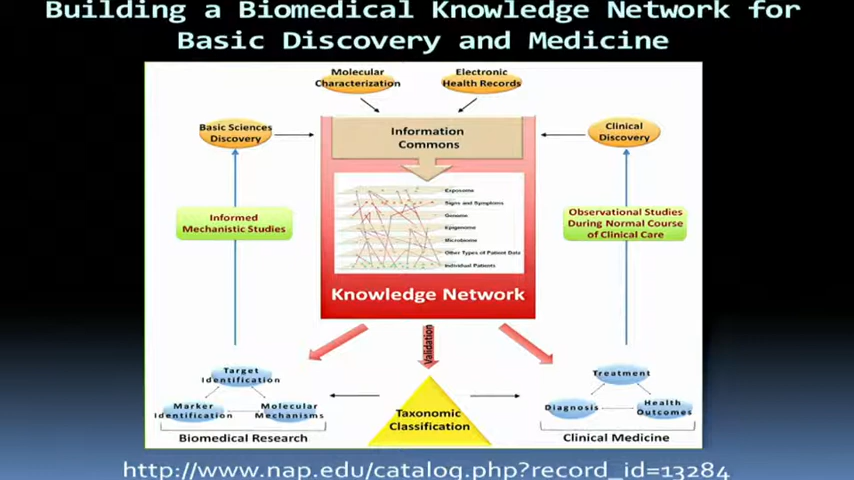 Building a Biomedical Knowledge Network for
Basic Discovery and Medicine
Molecular
Characterization
Electronic
Health Records
Basic Sciences
Discovery
Information
Commons
Clinical
Discovery
Exposome
Signs and Symptoms
Genome
Epigenome
Microbiome
Other Types of Patient Data
Individual Patients
Informed
Mechanistic Studies
Observational Studies
During Normal Course
of Clinical Care
Knowledge Network
Validation
Target
Identification
Marker
Identification
Molecular
Mechanisms
Biomedical Research
Taxonomic
Classification
Treatment
Diagnosis
Health
Outcomes
Clinical Medicine
http://www.nap.edu/catalog.php?record_id=13284